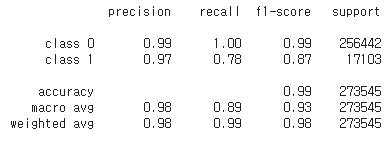 precision recall f1-score support
class 0 0.99 1.00 0.99 256442
class 1 0.97 0.78 0.87 17103
accuracy 0.99 273545
macro avg 0.98 0.89 0.93 273545
weighted avg 0.98 0.99 0.98 273545